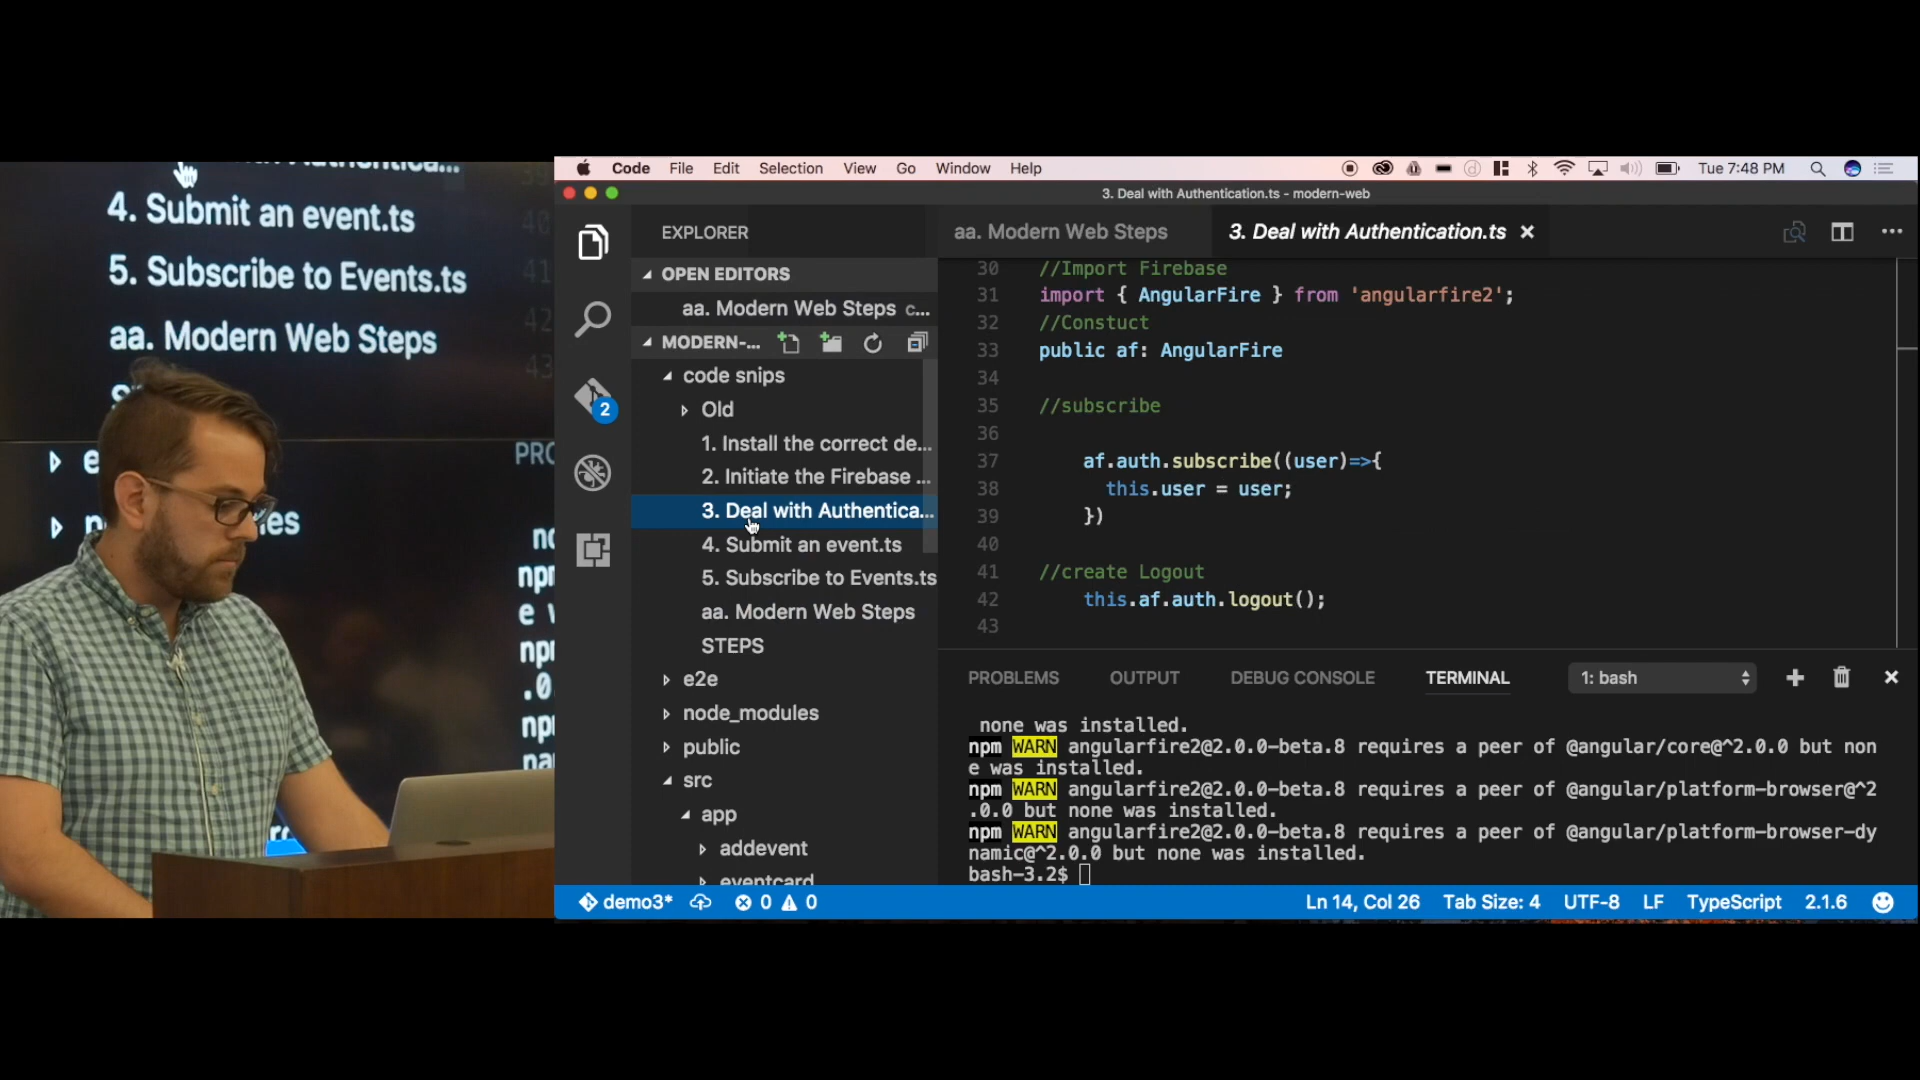 4. Submit an event.ts
5. Subscribe to Events.ts
aa. Modern Web Steps
Code File Edit Selection View Go Window Help
Tue 7:48 PM
3. Deal with Authentication.ts - modern-web
EXPLORER
OPEN EDITORS
aa. Modern Web Steps c...
MODERN-...
code snips
Old
1. Install the correct de...
2. Initiate the Firebase ...
3. Deal with Authentica...
4. Submit an event.ts
5. Subscribe to Events.ts
aa. Modern Web Steps
STEPS
e2e
node_modules
public
src
app
addevent
eventcard
2
aa. Modern Web Steps
3. Deal with Authentication.ts
30 //Import Firebase
31 import { AngularFire } from 'angularfire2';
32 //Constuct
33 public af: AngularFire
34
35 //subscribe
36
37 af.auth.subscribe((user)=>{
38 this.user = user;
39 })
40
41 //create Logout
42 this.af.auth.logout();
43
PROBLEMS OUTPUT DEBUG CONSOLE TERMINAL 1: bash
none was installed.
npm WARN angularfire2@2.0.0-beta.8 requires a peer of @angular/core@^2.0.0 but non
e was installed.
npm WARN angularfire2@2.0.0-beta.8 requires a peer of @angular/platform-browser@^2
.0.0 but none was installed.
npm WARN angularfire2@2.0.0-beta.8 requires a peer of @angular/platform-browser-dy
namic@^2.0.0 but none was installed.
bash-3.2$
demo3* 0 0 Ln 14, Col 26 Tab Size: 4 UTF-8 LF TypeScript 2.1.6